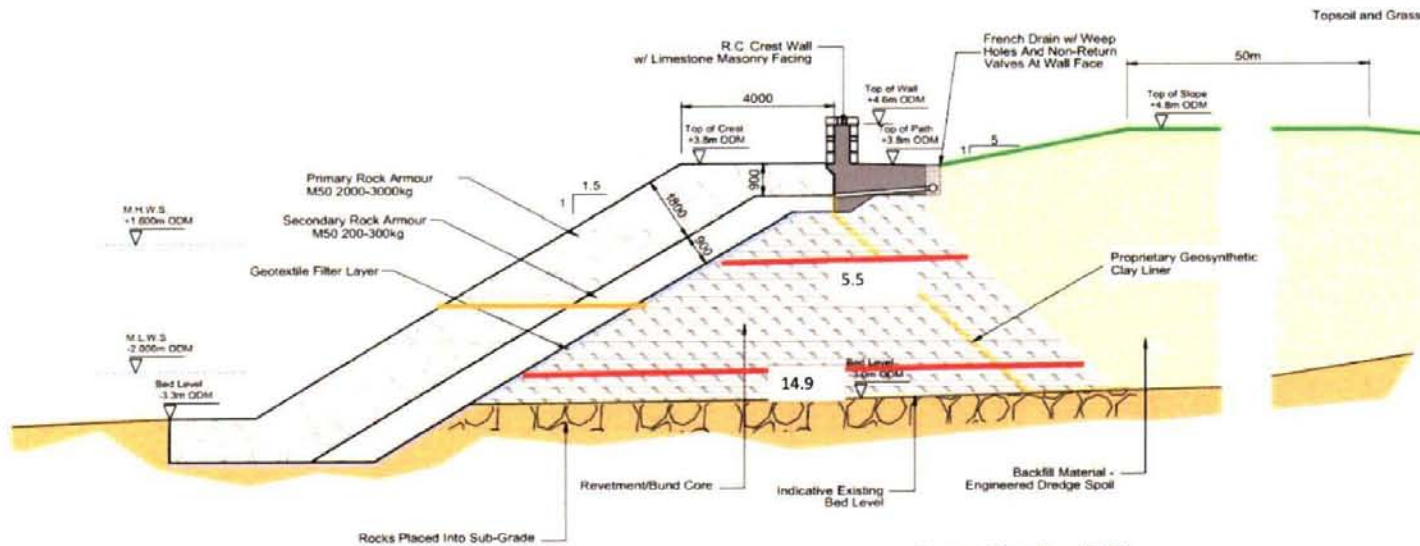 Topsoil and Grass
R.C. Crest Wall
w/ Limestone Masonry Facing
French Drain w/ Weep
Holes And Non-Return
Valves At Wall Face
50m
4000
Top of Wall
+4.6m ODM
Top of Slope
+4.8m ODM
Top of Crest
+3.8m ODM
Top of Path
+3.8m ODM
1
5
Primary Rock Armour
M50 2000-3000kg
1
1.5
900
1800
900
M.H.W.S
+1.600m ODM
Secondary Rock Armour
M50 200-300kg
Geotextile Filter Layer
5.5
Proprietary Geosynthetic
Clay Liner
M.L.W.S
-2.000m ODM
Bed Level
-3.3m ODM
14.9
Bed Level
-3.0m ODM
Revetment/Bund Core
Indicative Existing
Bed Level
Backfill Material -
Engineered Dredge Spoil
Rocks Placed Into Sub-Grade